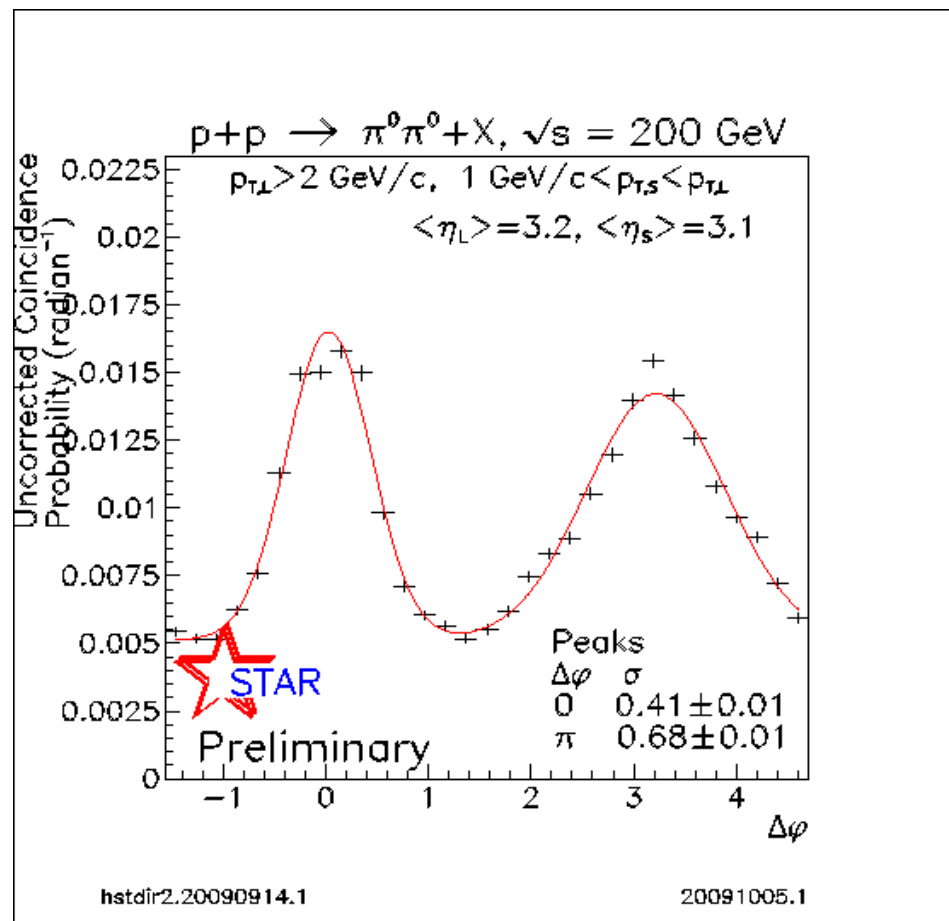 p+p → π⁰π⁰+X, √s = 200 GeV
p_T,L>2 GeV/c, 1 GeV/c<p_T,S<p_T,L
<η_L>=3.2, <η_S>=3.1
Uncorrected Coincidence
Probability (radian⁻¹)
0.0225
0.02
0.0175
0.015
0.0125
0.01
0.0075
0.005
0.0025
0
Peaks
Δφ σ
0 0.41±0.01
π 0.68±0.01
STAR
Preliminary
−1 0 1 2 3 4
Δφ
hstdir2.20090914.1 20091005.1